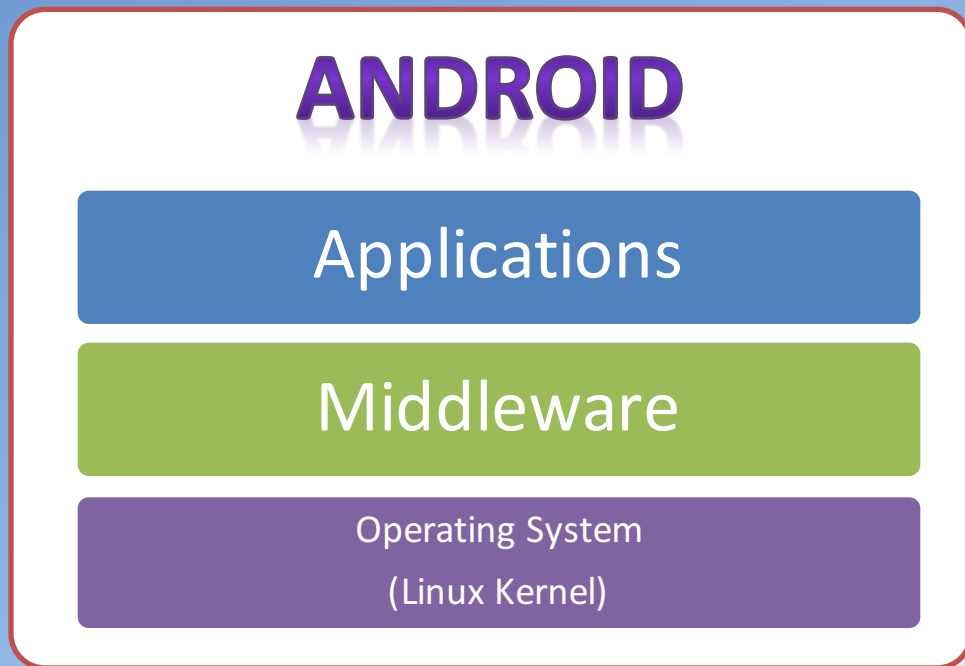 ANDROID
Applications
Middleware
Operating System
(Linux Kernel)